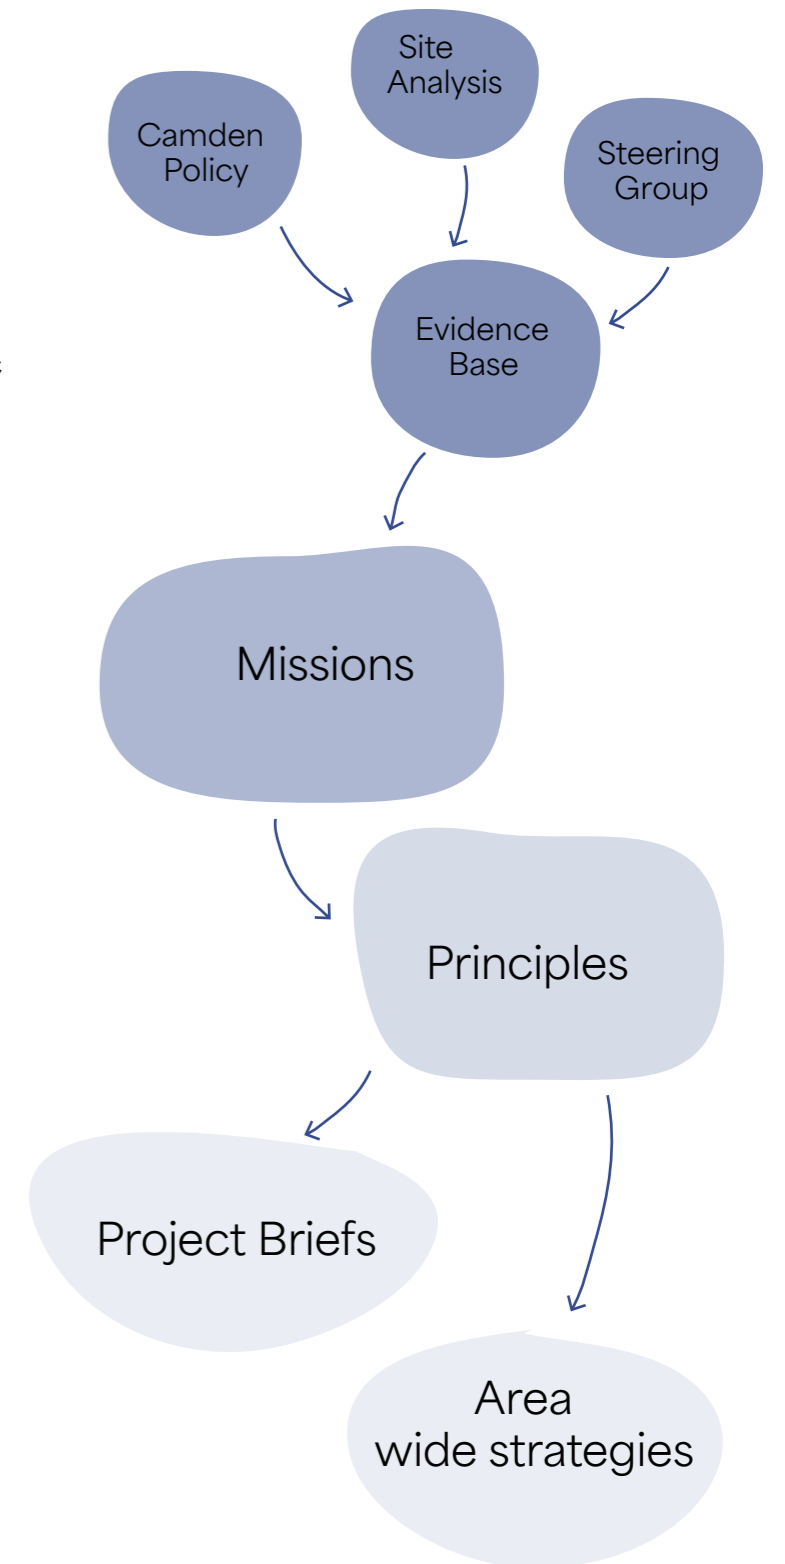 Site
Analysis
Camden
Policy
Steering
Group
Evidence
Base
Missions
Principles
Project Briefs
Area
wide strategies